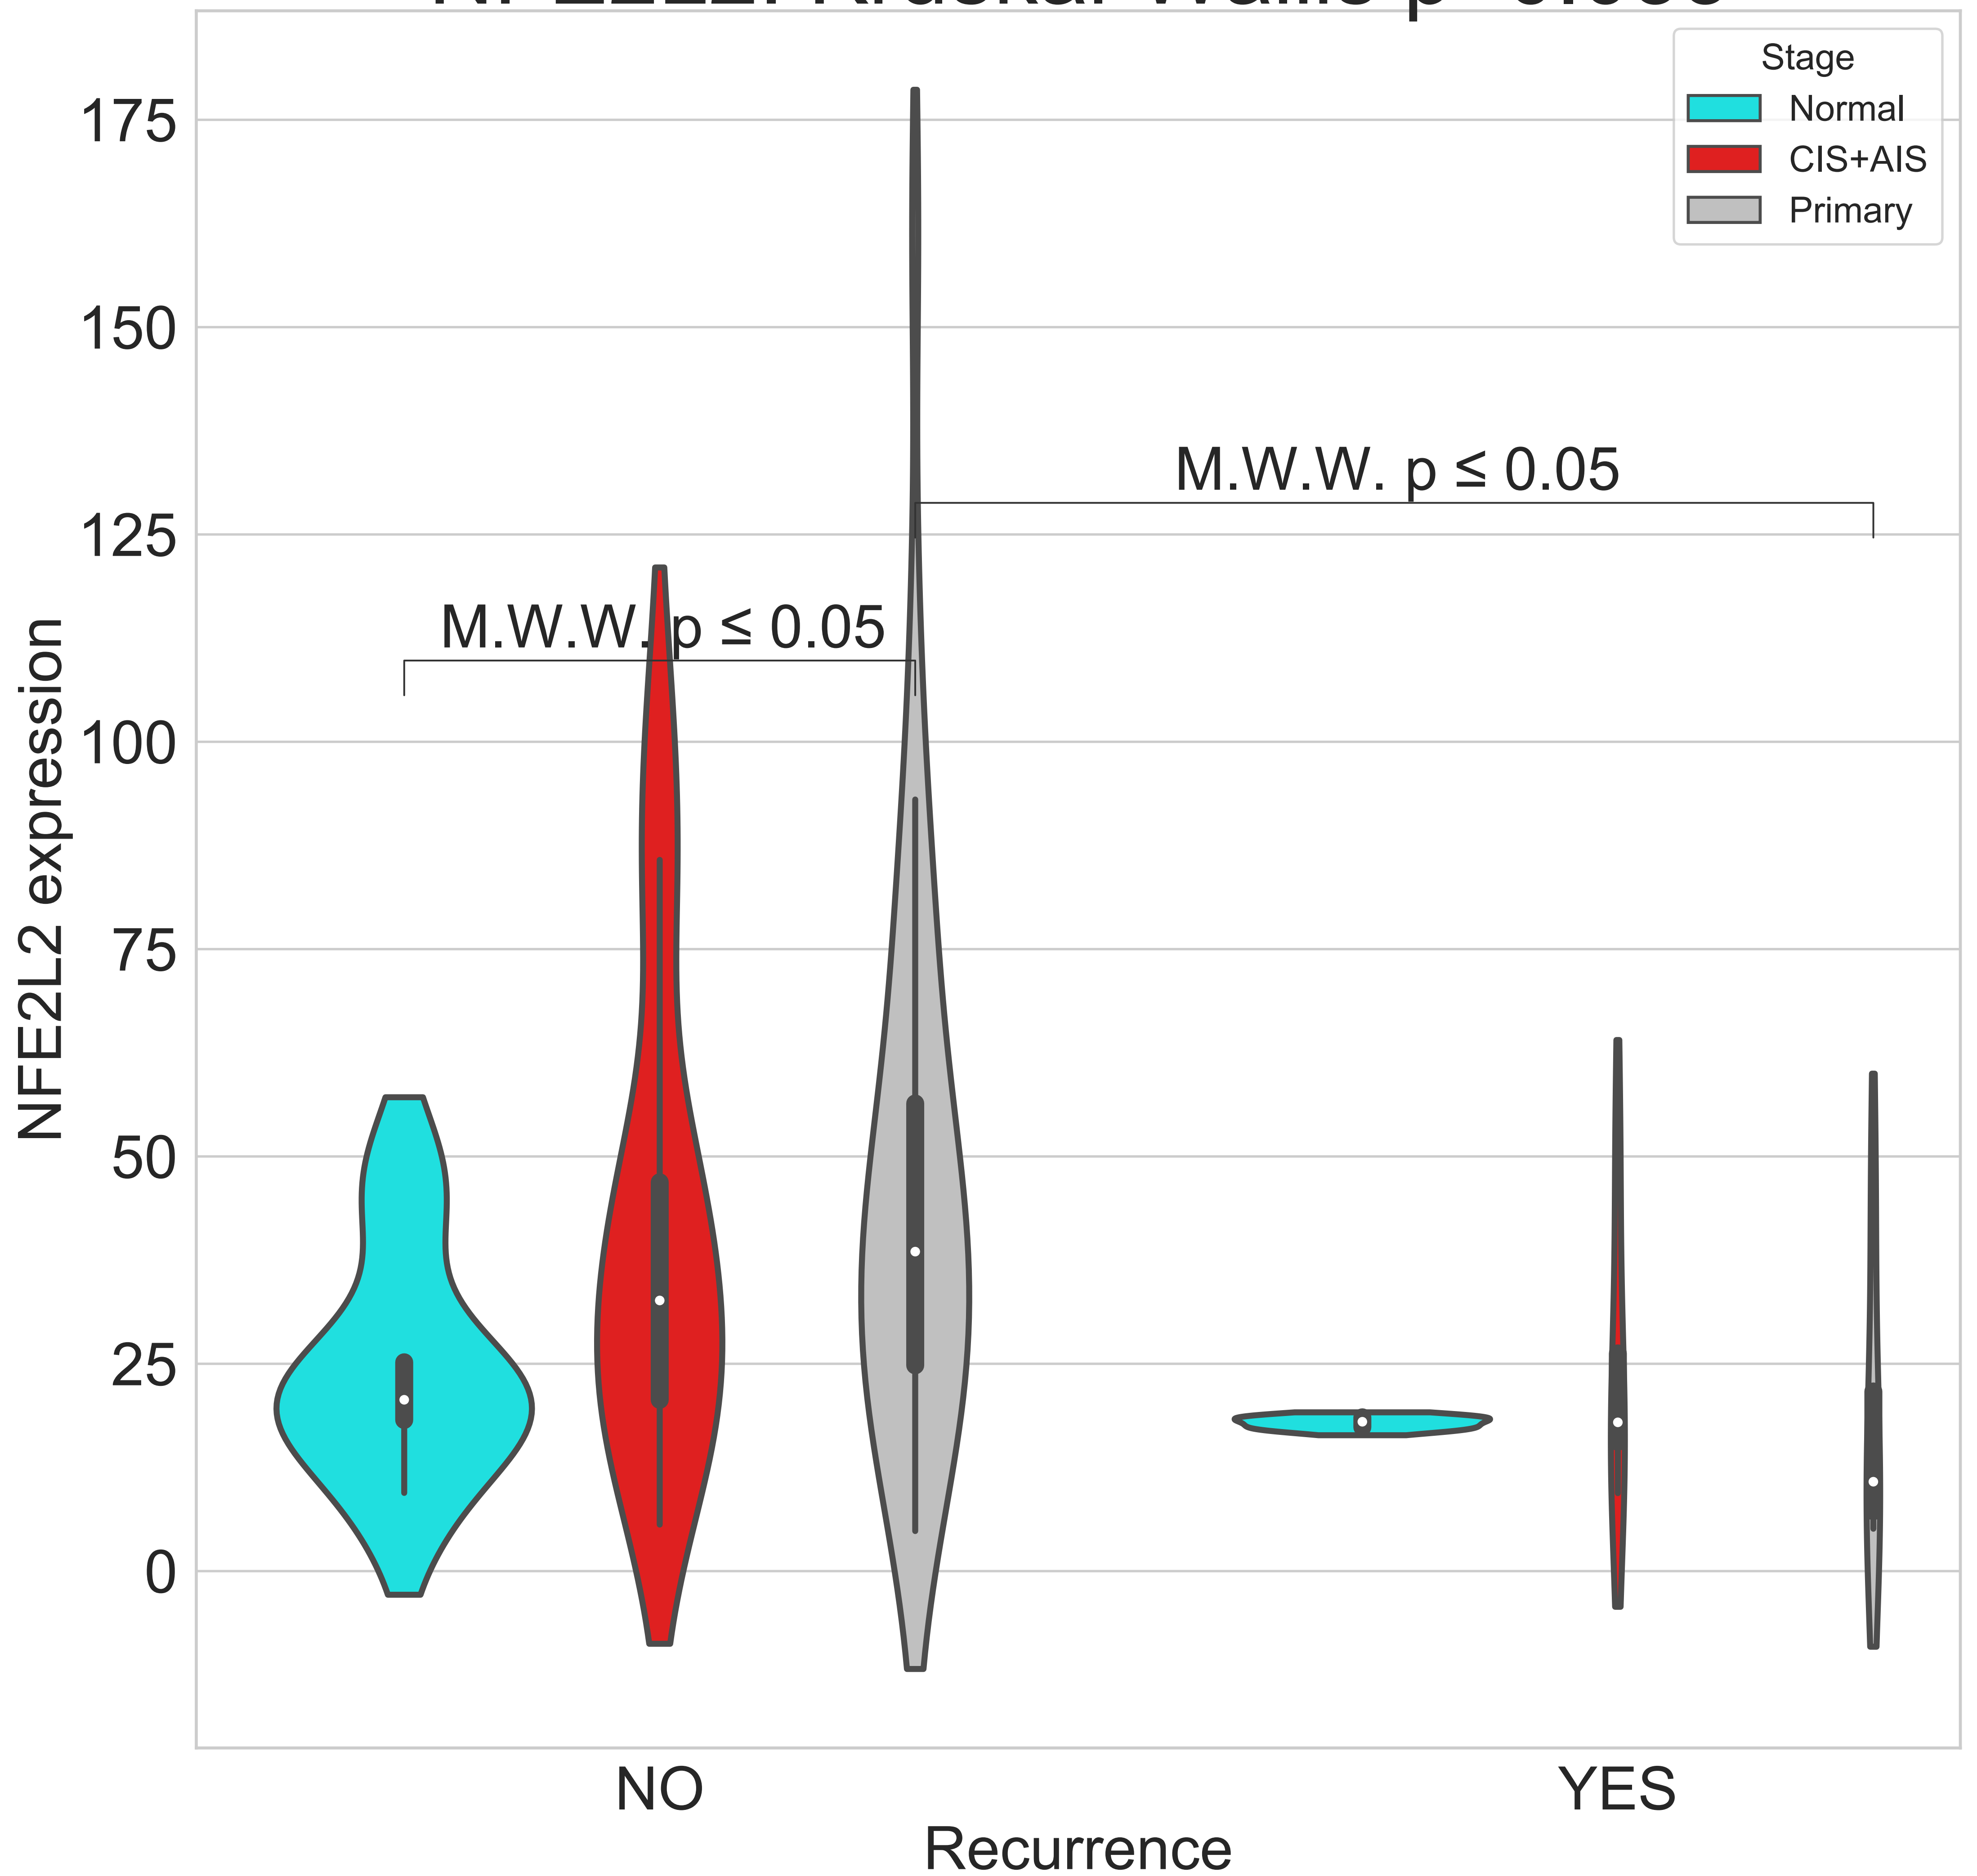 Stage
Normal
CIS+AIS
Primary
175
150
125
100
75
50
25
0
NFE2L2 expression
M.W.W. p ≤ 0.05
M.W.W. p ≤ 0.05
NO
YES
Recurrence